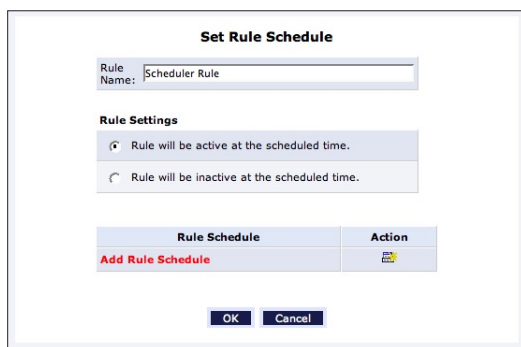 Set Rule Schedule
Rule
Name:
Scheduler Rule
Rule Settings
Rule will be active at the scheduled time.
Rule will be inactive at the scheduled time.
Rule Schedule Action
Add Rule Schedule
OK Cancel